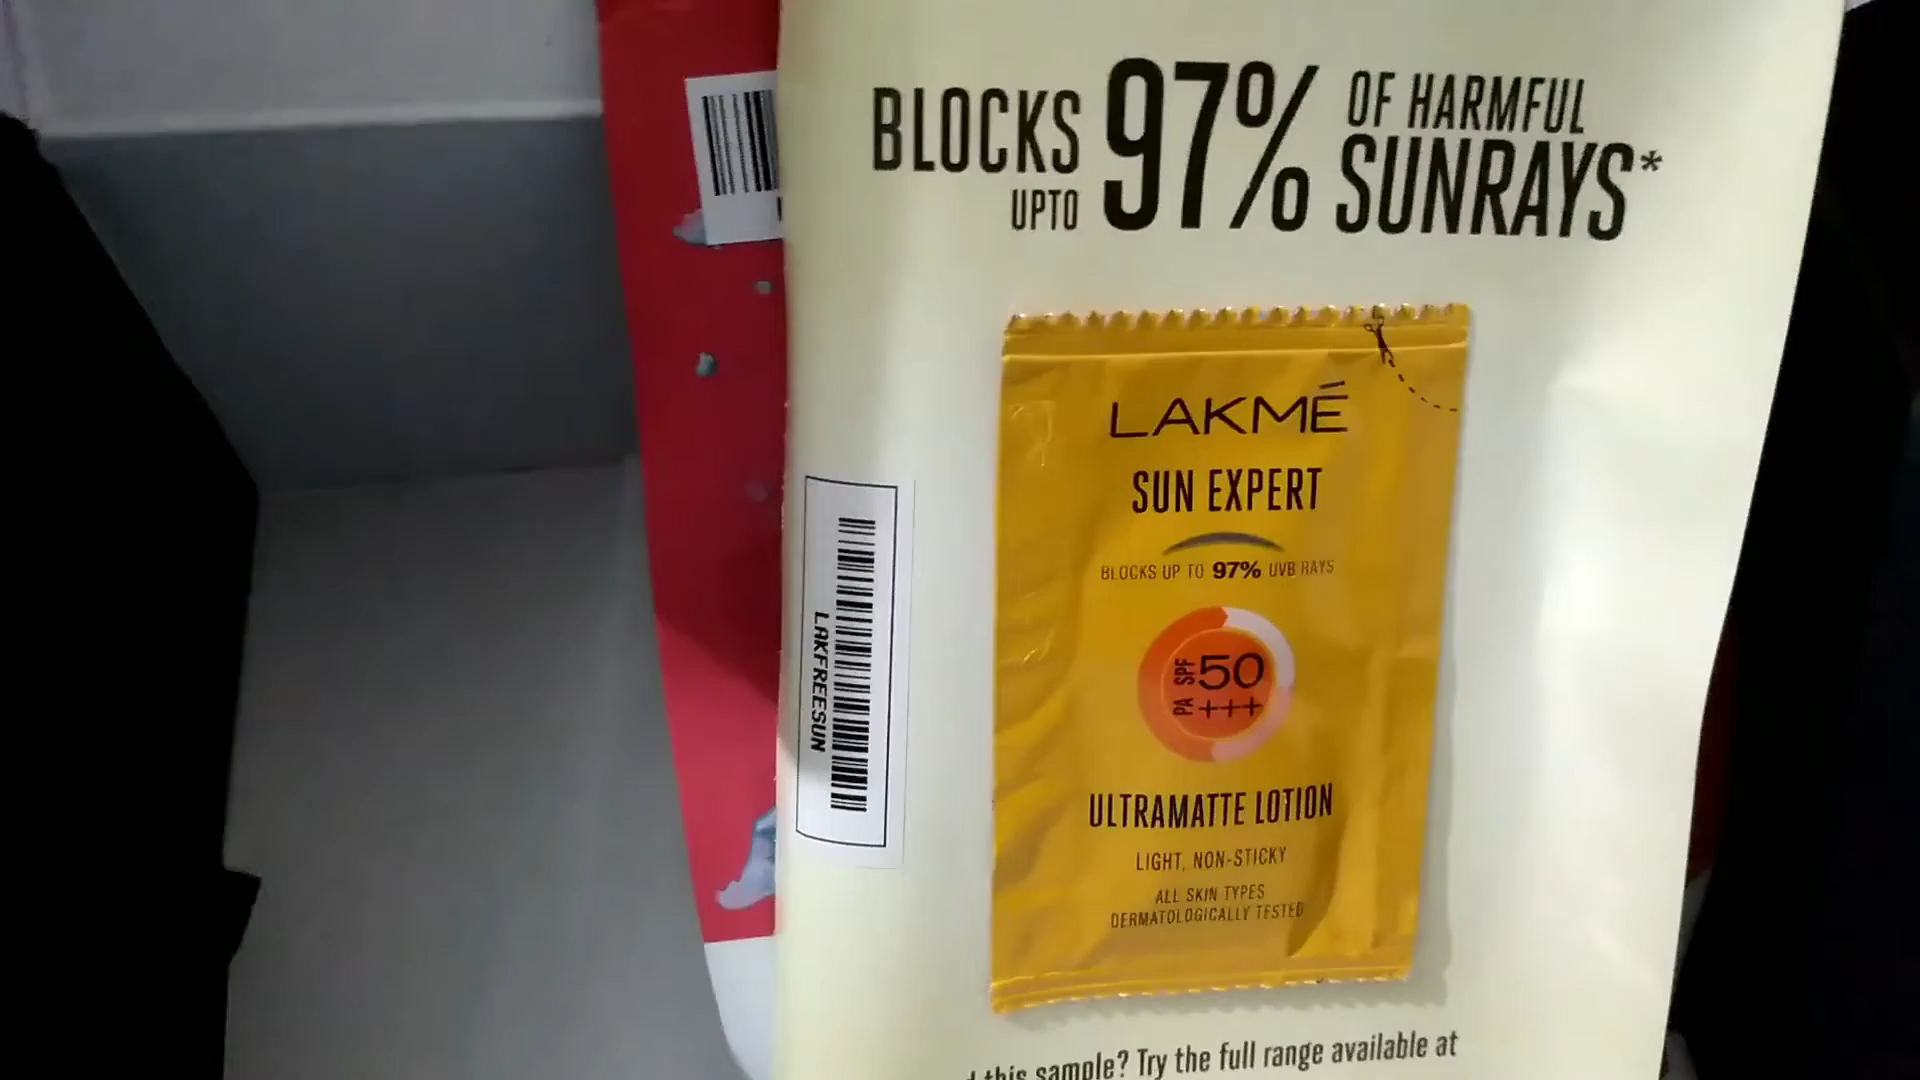 BLOCKS
UPTO
97%
OF HARMFUL
SUNRAYS*
LAKMÉ
SUN EXPERT
BLOCKS UP TO 97% UVB RAYS
SPF 50
PA +++
ULTRAMATTE LOTION
LIGHT, NON-STICKY
ALL SKIN TYPES
DERMATOLOGICALLY TESTED
LAKFREESUN
this sample? Try the full range available at